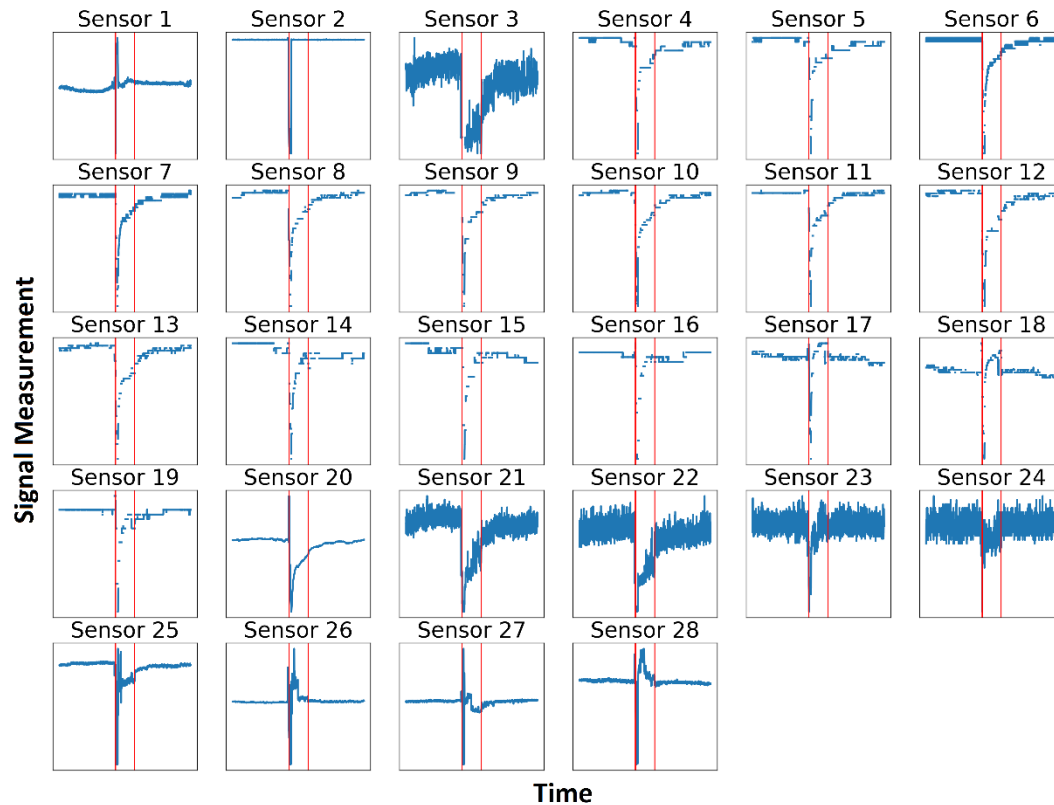 Sensor 1 Sensor 2 Sensor 3 Sensor 4 Sensor 5 Sensor 6
Sensor 7 Sensor 8 Sensor 9 Sensor 10 Sensor 11 Sensor 12
Sensor 13 Sensor 14 Sensor 15 Sensor 16 Sensor 17 Sensor 18
Sensor 19 Sensor 20 Sensor 21 Sensor 22 Sensor 23 Sensor 24
Sensor 25 Sensor 26 Sensor 27 Sensor 28
Signal Measurement
Time